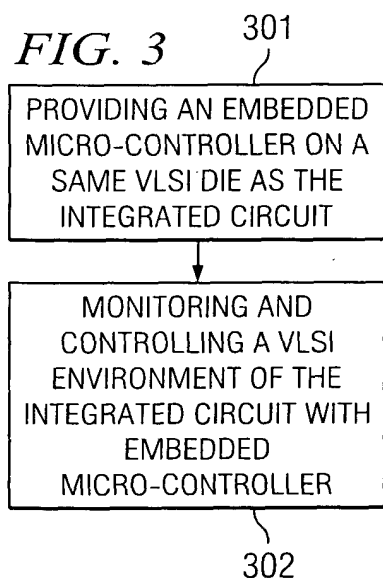 FIG. 3
301
PROVIDING AN EMBEDDED
MICRO-CONTROLLER ON A
SAME VLSI DIE AS THE
INTEGRATED CIRCUIT
MONITORING AND
CONTROLLING A VLSI
ENVIRONMENT OF THE
INTEGRATED CIRCUIT WITH
EMBEDDED
MICRO-CONTROLLER
302